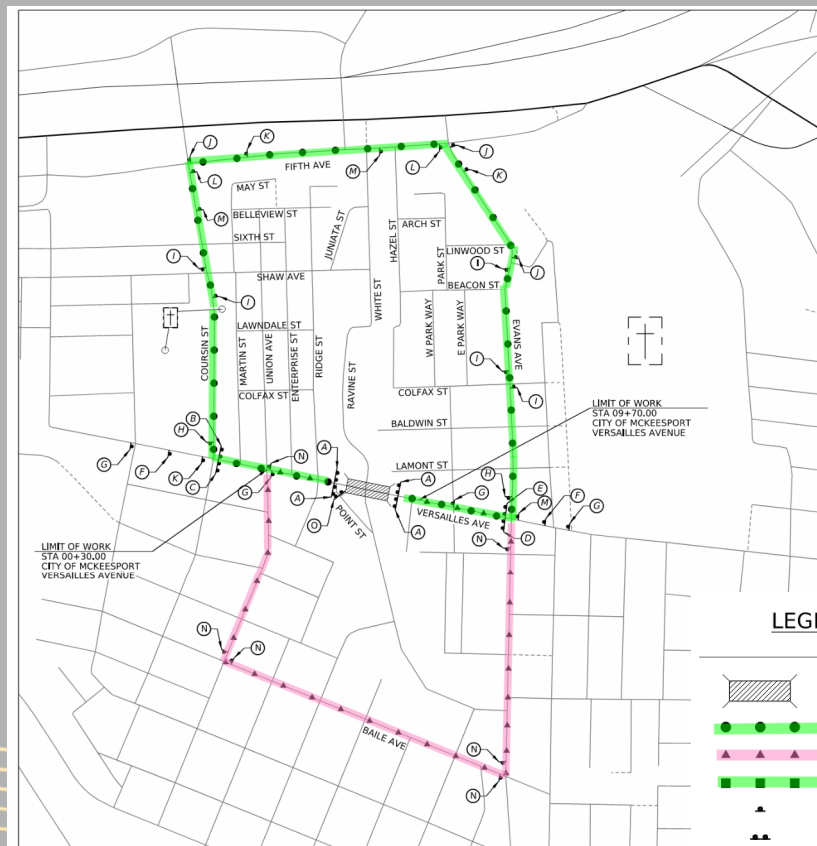 J
K
FIFTH AVE
M
L
J
K
L
MAY ST
M
BELLEVIEW ST
SIXTH ST
JUNIATA ST
HAZEL ST
ARCH ST
PARK ST
LINWOOD ST
I
I
J
SHAW AVE
WHITE ST
BEACON ST
I
LAWNDALE ST
COURSIN ST
MARTIN ST
UNION AVE
ENTERPRISE ST
RIDGE ST
RAVINE ST
W PARK WAY
E PARK WAY
EVANS AVE
I
I
COLFAX ST
COLFAX ST
BALDWIN ST
LIMIT OF WORK
STA 09+70.00
CITY OF MCKEESPORT
VERSAILLES AVENUE
B
H
G
F
K
C
N
G
A
A
O
POINT ST
LAMONT ST
A
A
G
H
E
M
F
G
VERSAILLES AVE
D
N
LIMIT OF WORK
STA 00+30.00
CITY OF MCKEESPORT
VERSAILLES AVENUE
N
N
BAILE AVE
N
N
LEGE